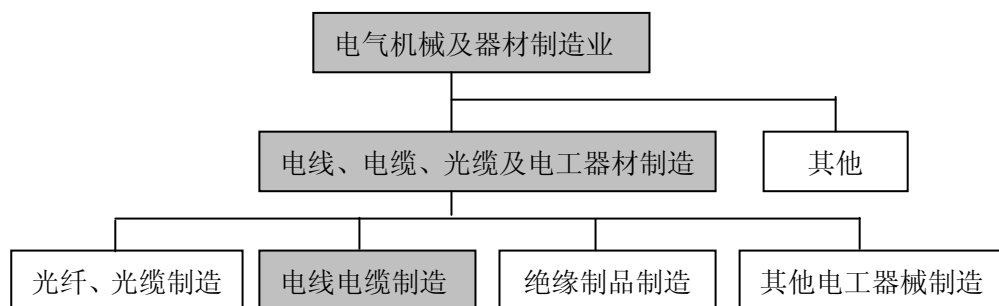 电气机械及器材制造业
电线、电缆、光缆及电工器材制造
其他
光纤、光缆制造
电线电缆制造
绝缘制品制造
其他电工器械制造